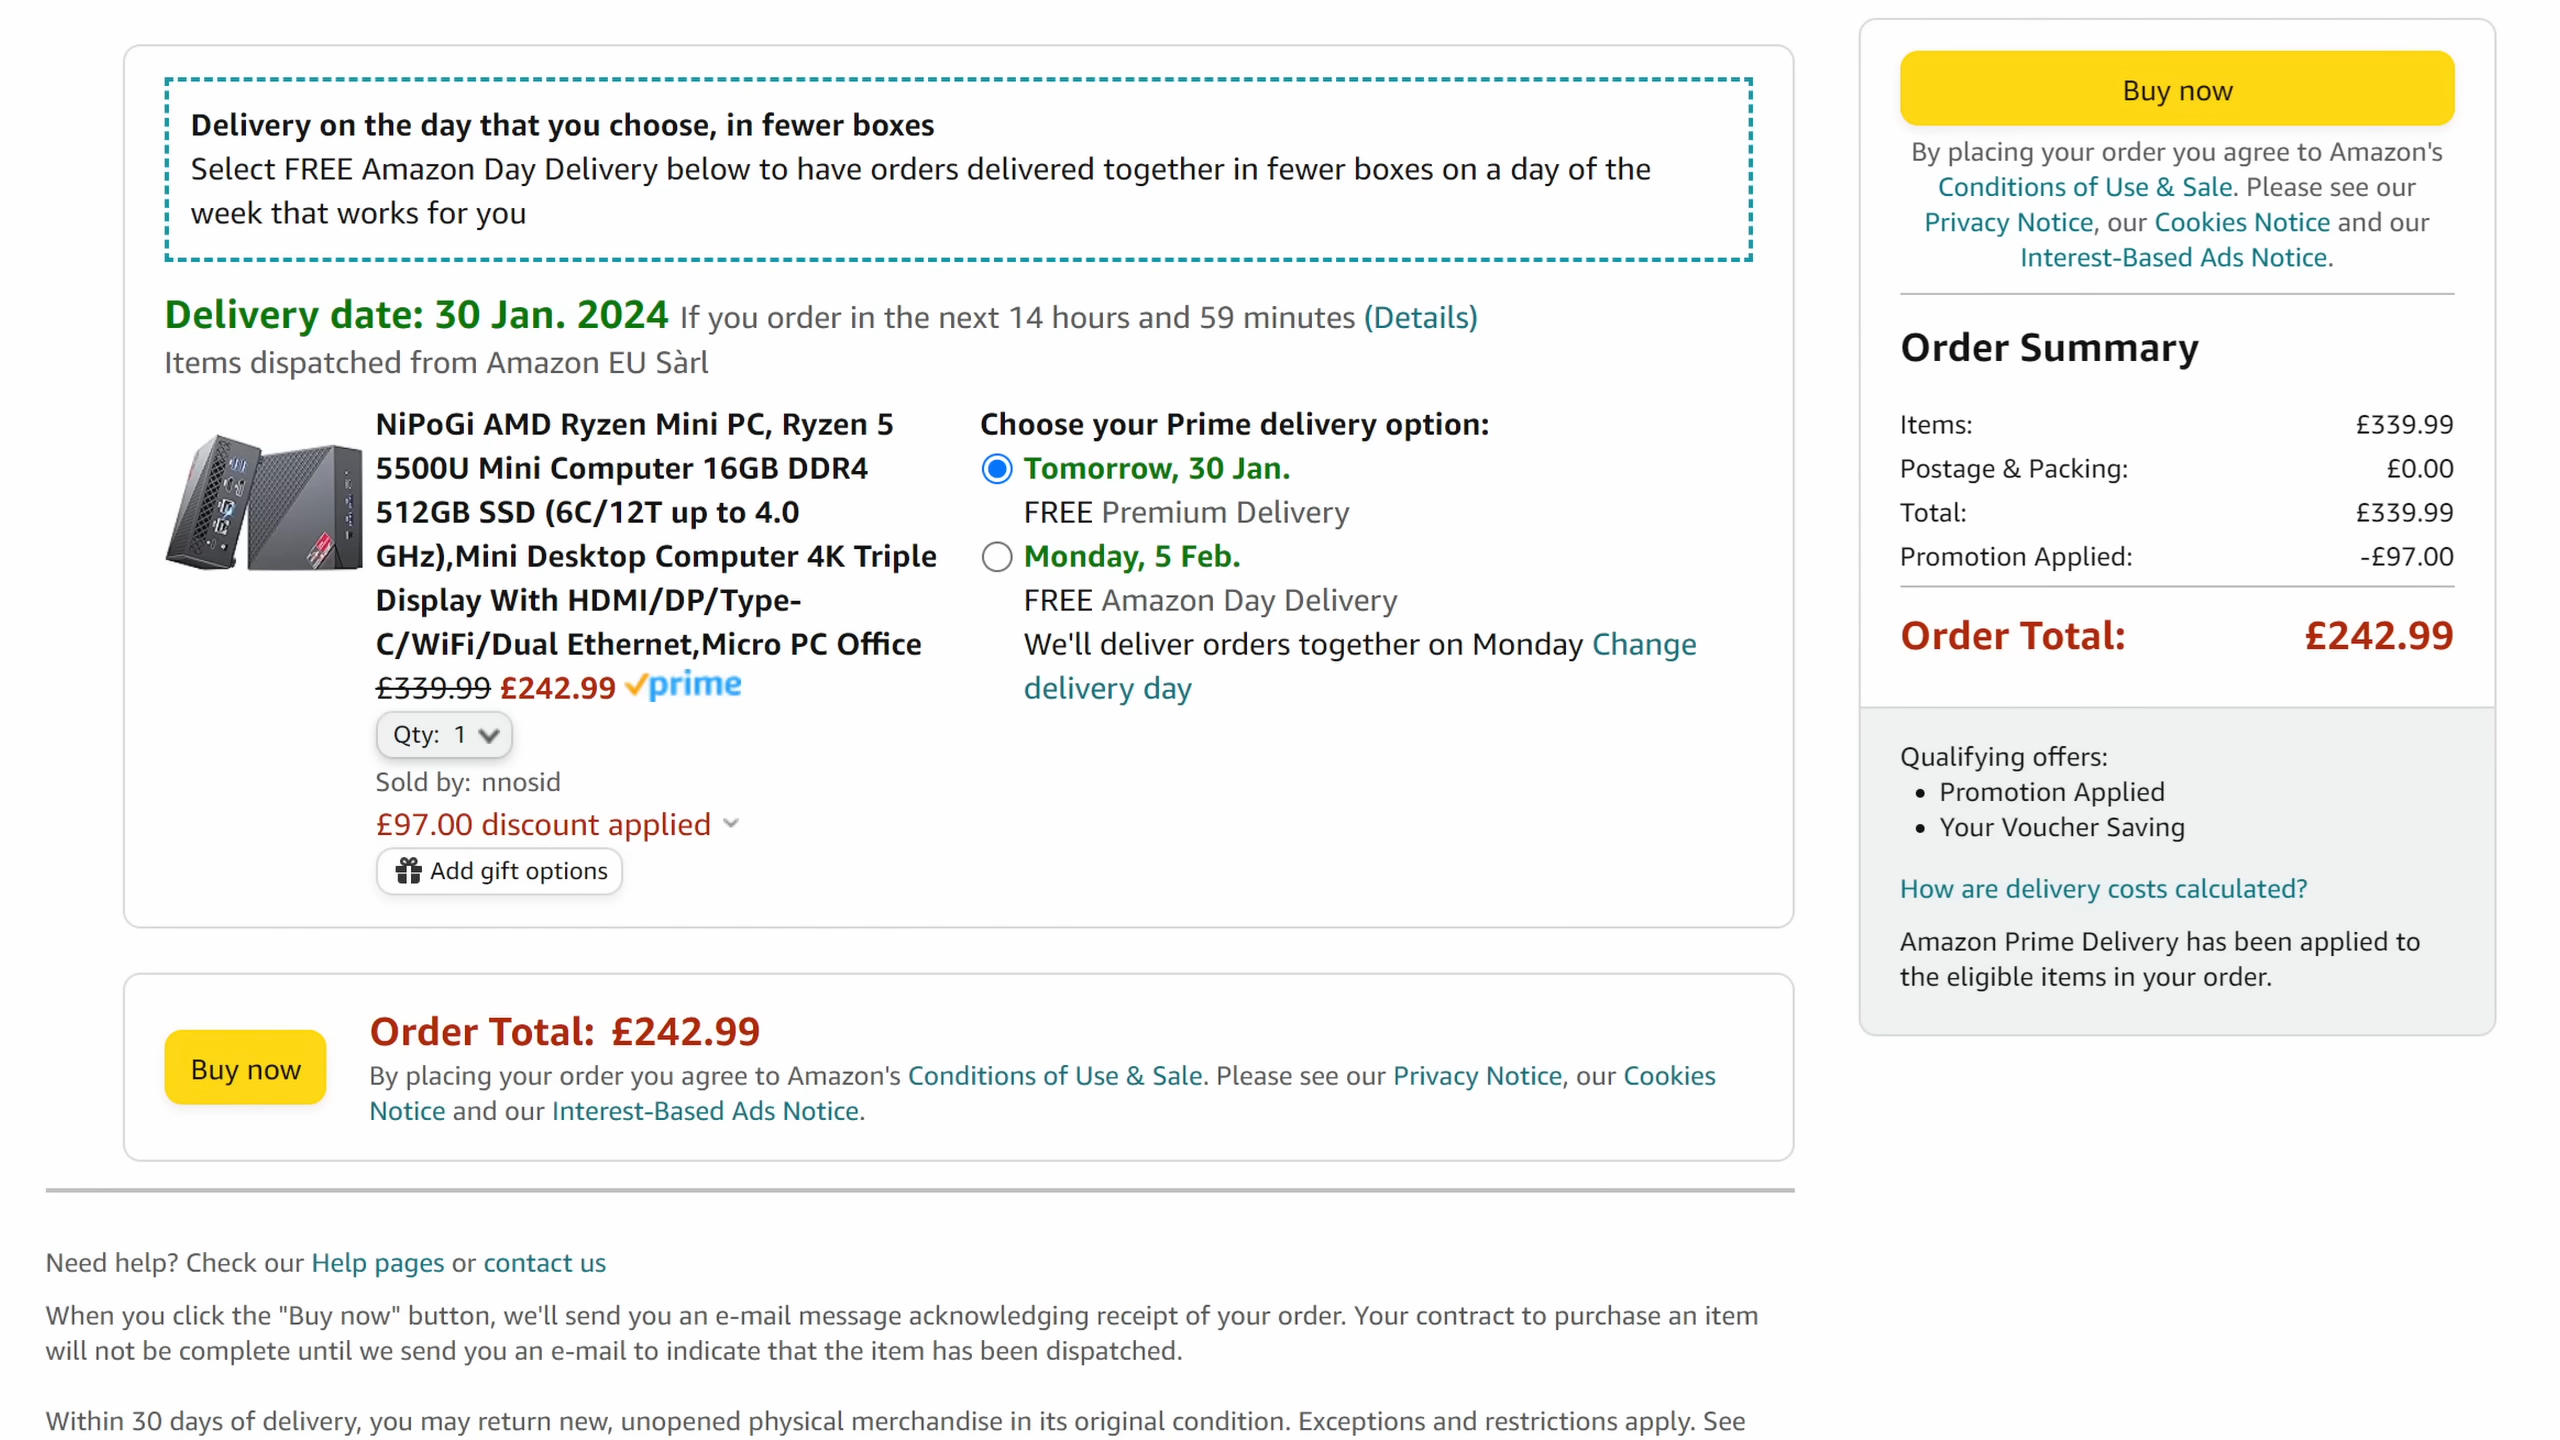 Delivery on the day that you choose, in fewer boxes
Select FREE Amazon Day Delivery below to have orders delivered together in fewer boxes on a day of the
week that works for you
Delivery date: 30 Jan. 2024 If you order in the next 14 hours and 59 minutes (Details)
Items dispatched from Amazon EU Sàrl
NiPoGi AMD Ryzen Mini PC, Ryzen 5
5500U Mini Computer 16GB DDR4
512GB SSD (6C/12T up to 4.0
GHz),Mini Desktop Computer 4K Triple
Display With HDMI/DP/Type-
C/WiFi/Dual Ethernet,Micro PC Office
£339.99 £242.99 prime
Qty: 1
Sold by: nnosid
£97.00 discount applied
Add gift options
Choose your Prime delivery option:
Tomorrow, 30 Jan.
FREE Premium Delivery
Monday, 5 Feb.
FREE Amazon Day Delivery
We'll deliver orders together on Monday Change
delivery day
Buy now
Order Total: £242.99
By placing your order you agree to Amazon's Conditions of Use & Sale. Please see our Privacy Notice, our Cookies
Notice and our Interest-Based Ads Notice.
Need help? Check our Help pages or contact us
When you click the "Buy now" button, we'll send you an e-mail message acknowledging receipt of your order. Your contract to purchase an item
will not be complete until we send you an e-mail to indicate that the item has been dispatched.
Within 30 days of delivery, you may return new, unopened physical merchandise in its original condition. Exceptions and restrictions apply. See
Buy now
By placing your order you agree to Amazon's
Conditions of Use & Sale. Please see our
Privacy Notice, our Cookies Notice and our
Interest-Based Ads Notice.
Order Summary
Items: £339.99
Postage & Packing: £0.00
Total: £339.99
Promotion Applied: -£97.00
Order Total: £242.99
Qualifying offers:
• Promotion Applied
• Your Voucher Saving
How are delivery costs calculated?
Amazon Prime Delivery has been applied to
the eligible items in your order.